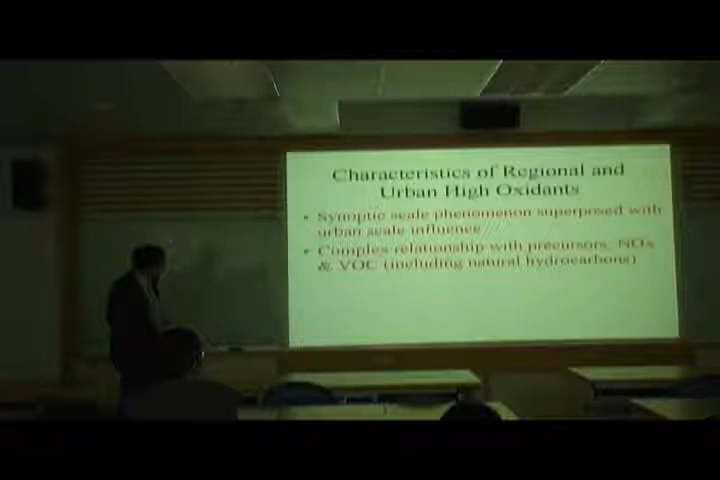 Characteristics of Regional and
Urban High Oxidants
• Synoptic scale phenomenon superposed with
urban scale influence
• Complex relationship with precursors, NOx
& VOC (including natural hydrocarbons)